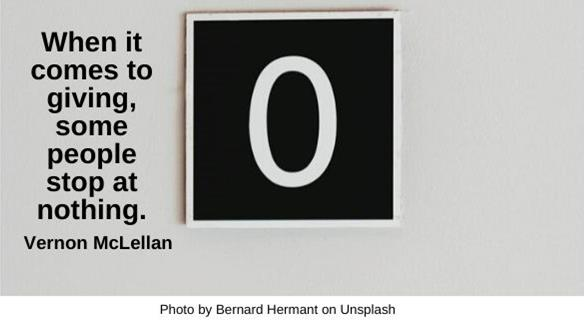 When it
comes to
giving,
some
people
stop at
nothing.
Vernon McLellan
0
Photo by Bernard Hermant on Unsplash